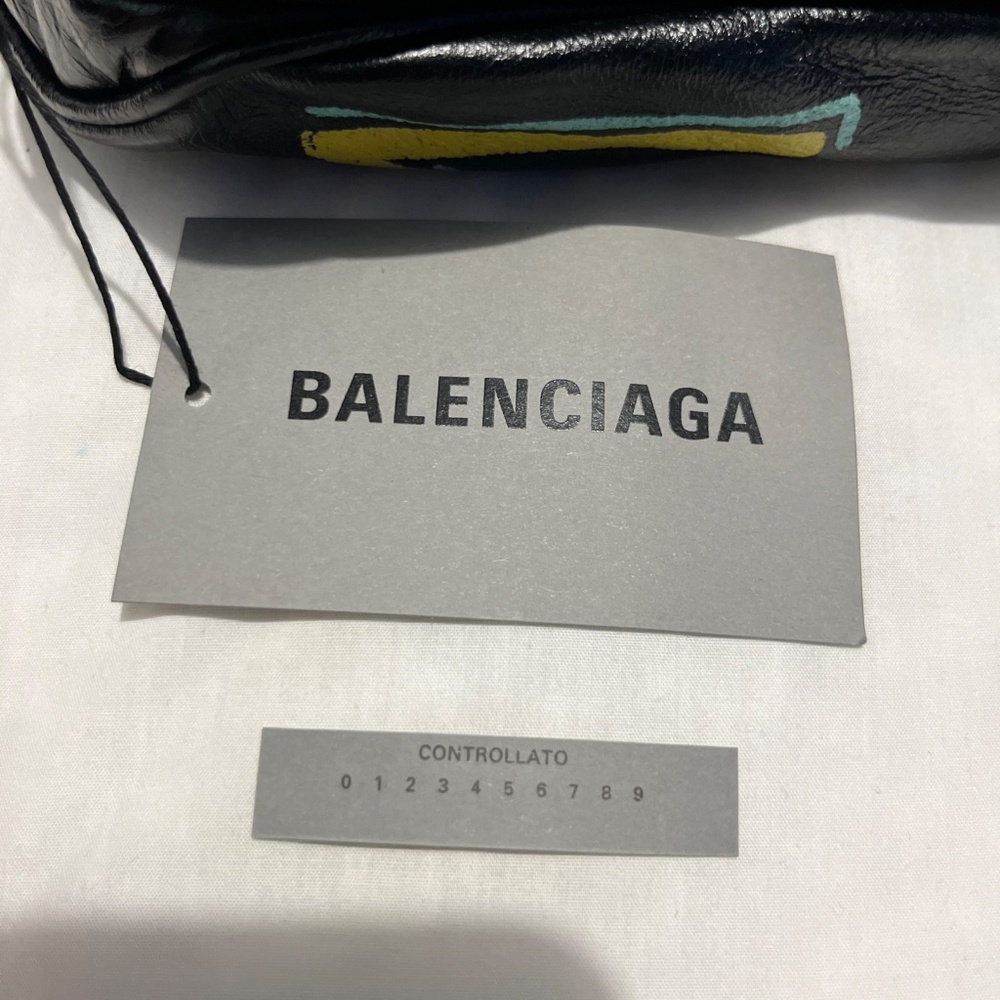 BALENCIAGA
CONTROLLATO
0 1 2 3 4 5 6 7 8 9